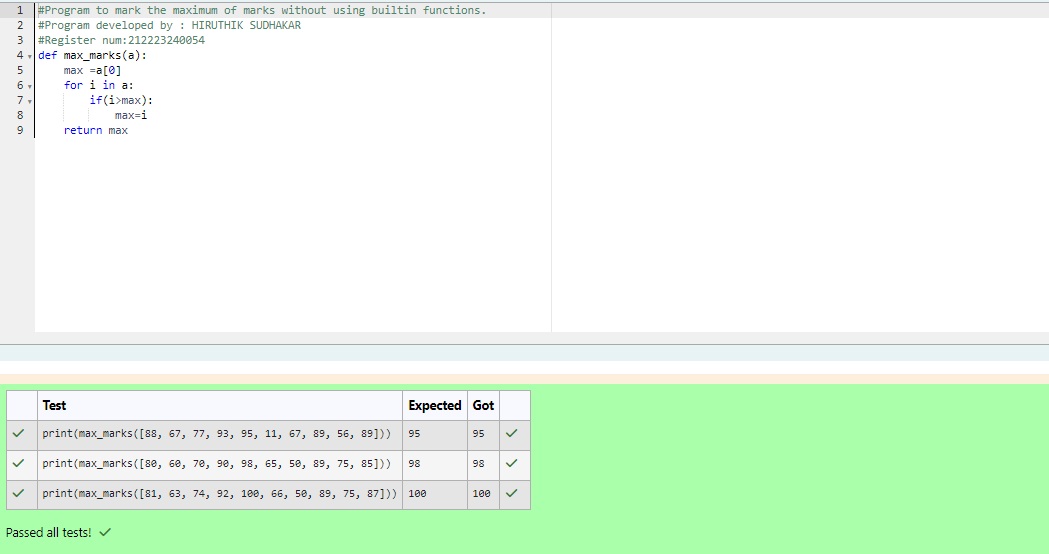 1 #Program to mark the maximum of marks without using builtin functions.
2 #Program developed by : HIRUTHIK SUDHAKAR
3 #Register num:212223240054
4 def max_marks(a):
5     max =a[0]
6     for i in a:
7         if(i>max):
8             max=i
9     return max
Test Expected Got
print(max_marks([88, 67, 77, 93, 95, 11, 67, 89, 56, 89])) 95 95
print(max_marks([80, 60, 70, 90, 98, 65, 50, 89, 75, 85])) 98 98
print(max_marks([81, 63, 74, 92, 100, 66, 50, 89, 75, 87])) 100 100
Passed all tests!